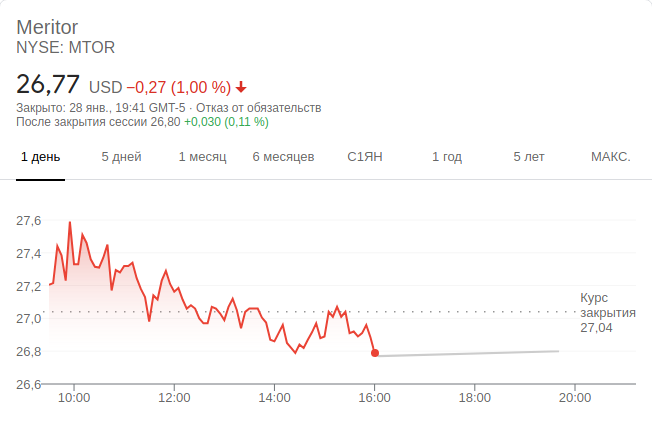 Meritor
NYSE: MTOR
26,77 USD −0,27 (1,00 %)
Закрыто: 28 янв., 19:41 GMT-5 · Отказ от обязательств
После закрытия сессии 26,80 +0,030 (0,11 %)
1 день 5 дней 1 месяц 6 месяцев С1ЯН 1 год 5 лет МАКС.
27,6
27,4
27,2
27,0
26,8
26,6
Курс
закрытия
27,04
10:00 12:00 14:00 16:00 18:00 20:00